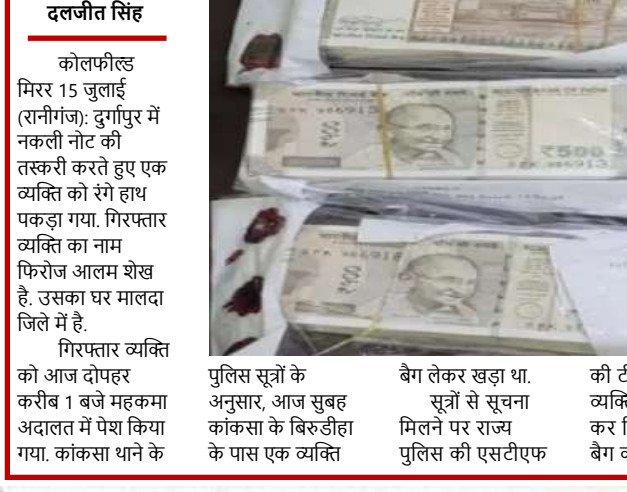 दलजीत सिंह
कोलफील्ड
मिरर 15 जुलाई
(रानीगंज): दुर्गापुर में
नकली नोट की
तस्करी करते हुए एक
व्यक्ति को रंगे हाथ
पकड़ा गया. गिरफ्तार
व्यक्ति का नाम
फिरोज आलम शेख
है. उसका घर मालदा
जिले में है.
गिरफ्तार व्यक्ति
को आज दोपहर
करीब 1 बजे महकमा
अदालत में पेश किया
गया. कांकसा थाने के
पुलिस सूत्रों के
अनुसार, आज सुबह
कांकसा के बिरुडीहा
के पास एक व्यक्ति
बैग लेकर खड़ा था.
सूत्रों से सूचना
मिलने पर राज्य
पुलिस की एसटीएफ
की
कर
बैग
₹500